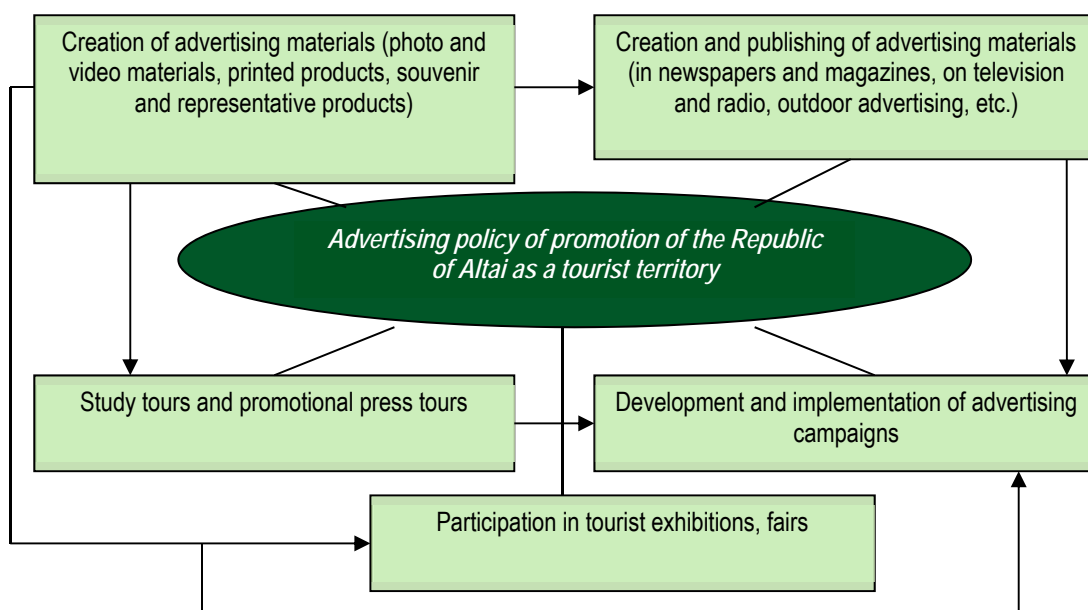 Creation of advertising materials (photo and
video materials, printed products, souvenir
and representative products)
Creation and publishing of advertising materials
(in newspapers and magazines, on television
and radio, outdoor advertising, etc.)
Advertising policy of promotion of the Republic
of Altai as a tourist territory
Study tours and promotional press tours
Development and implementation of advertising
campaigns
Participation in tourist exhibitions, fairs